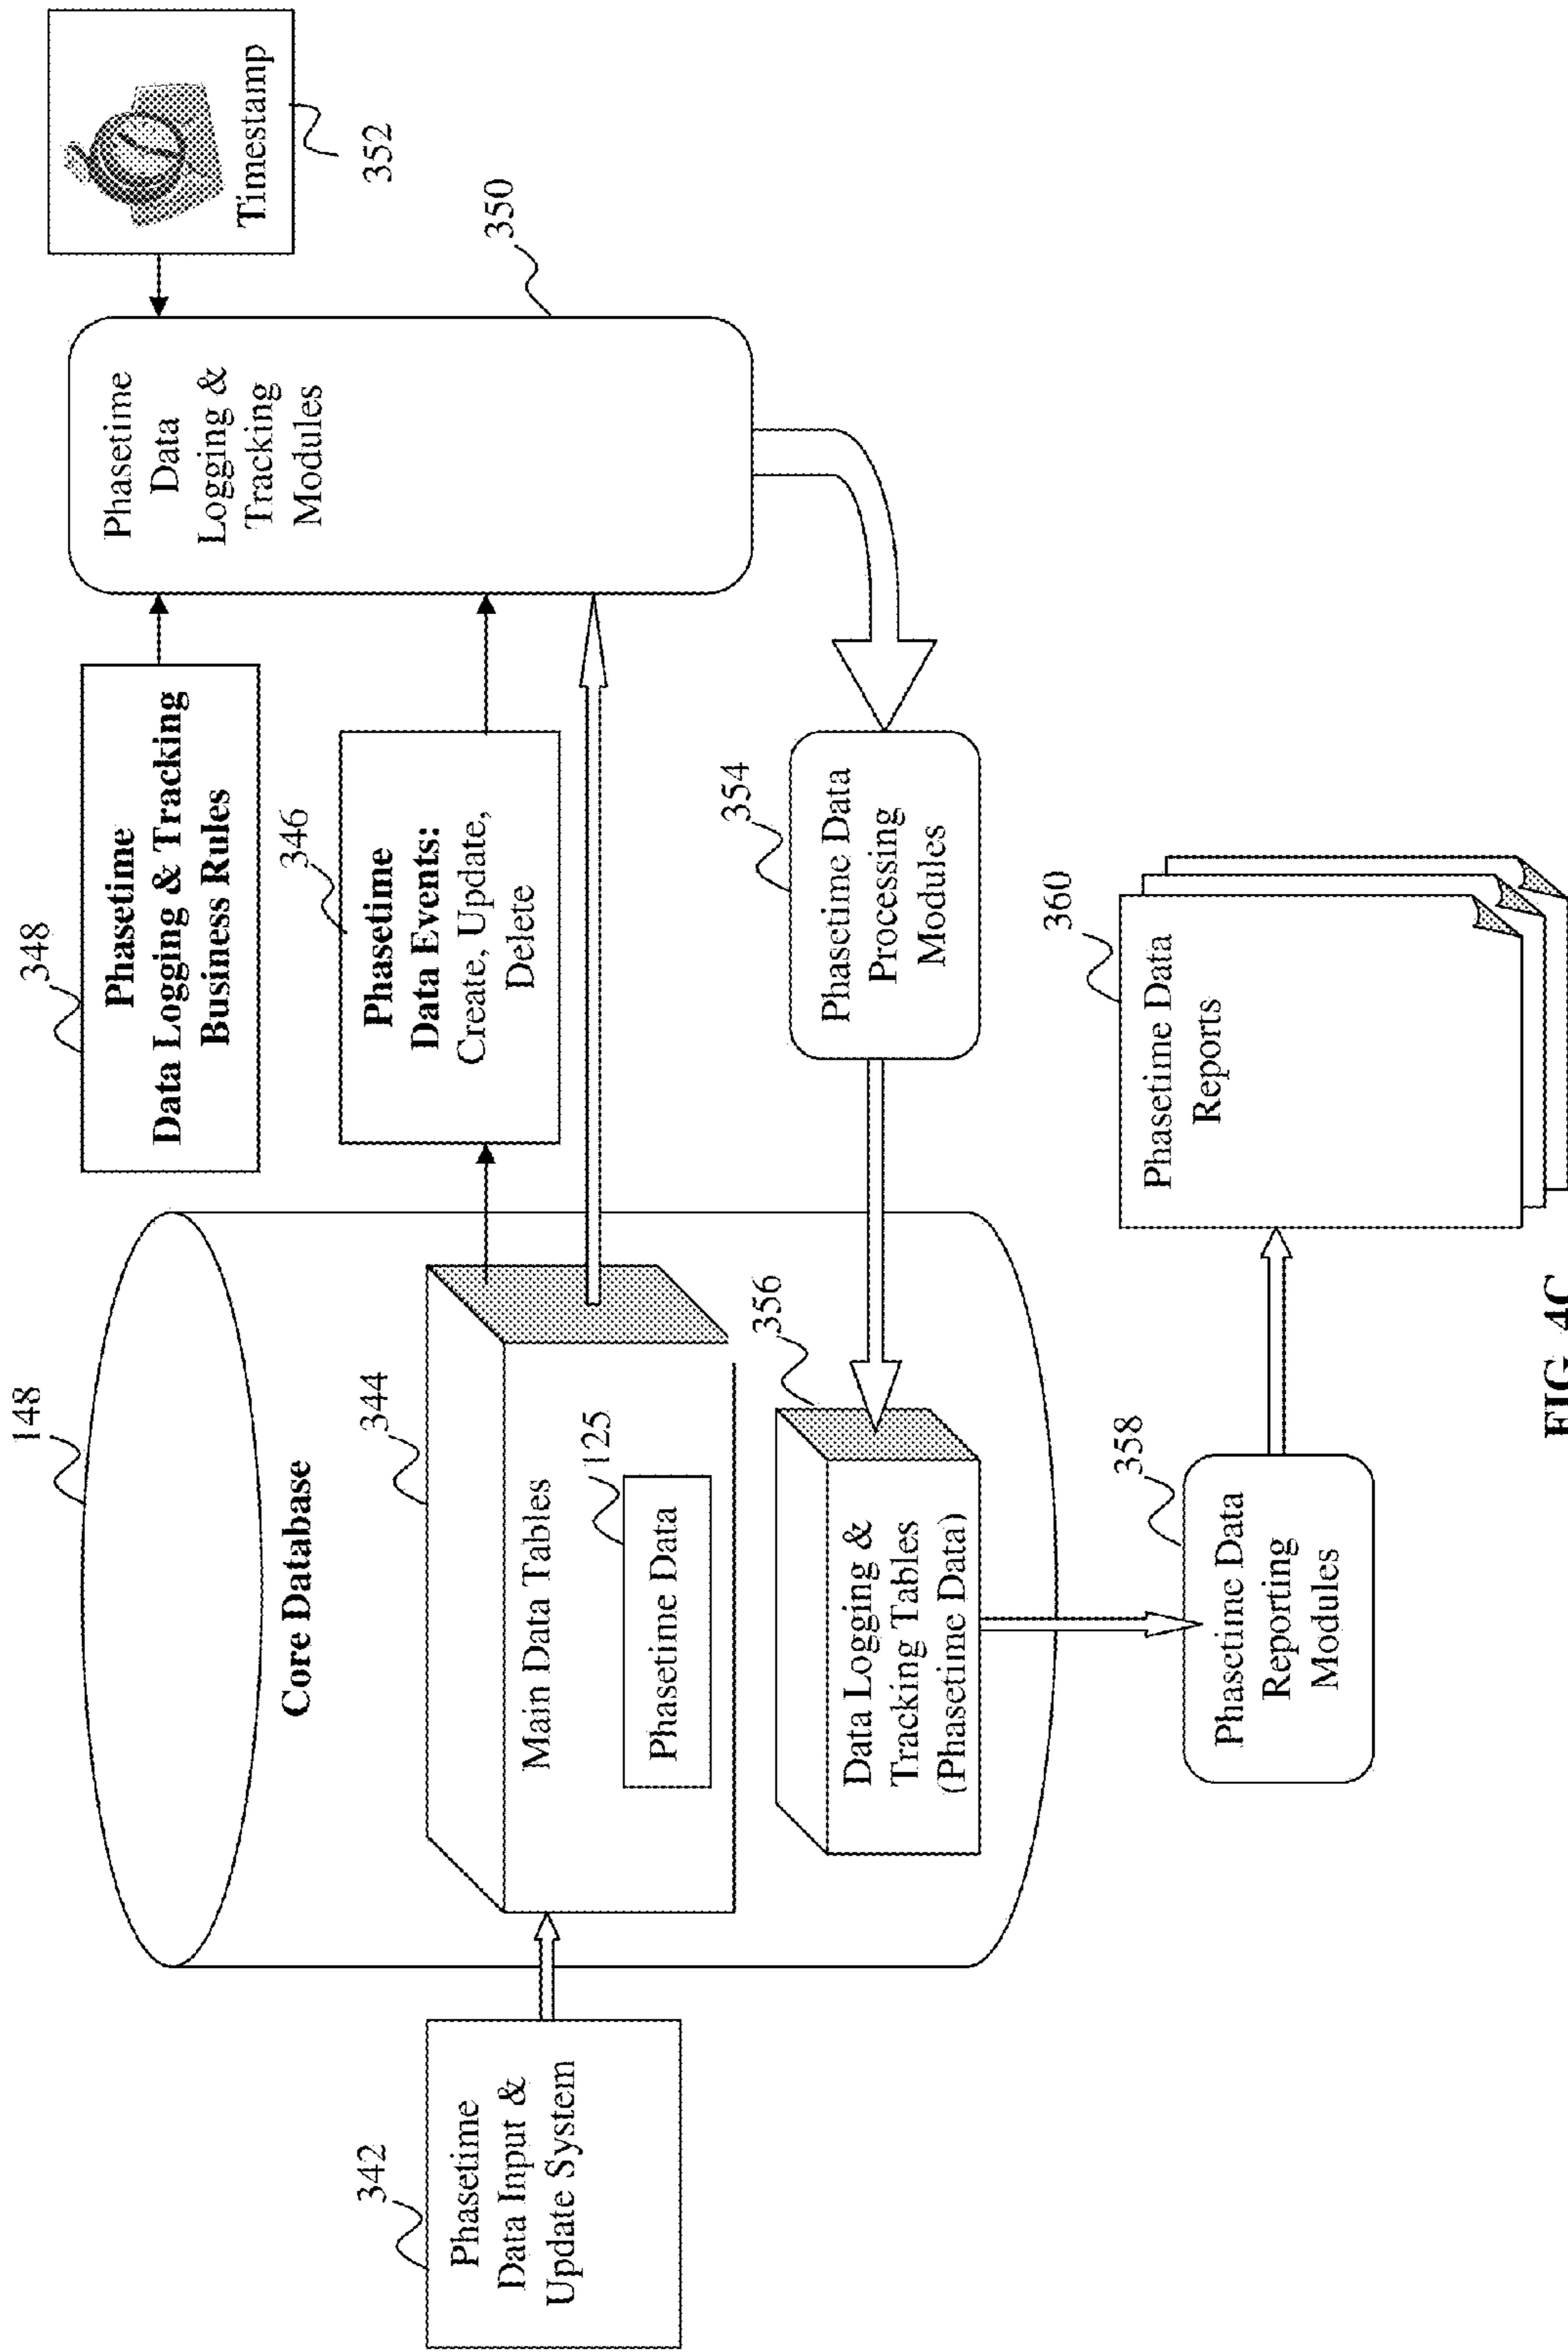 148
Core Database
344
Main Data Tables
125
Phasetime Data
356
Data Logging &
Tracking Tables
(Phasetime Data)
342
Phasetime
Data Input &
Update System
348
Phasetime
Data Logging & Tracking
Business Rules
346
Phasetime
Data Events:
Create, Update,
Delete
350
Phasetime
Data
Logging &
Tracking
Modules
Timestamp
352
354
Phasetime Data
Processing
Modules
358
Phasetime Data
Reporting
Modules
360
Phasetime Data
Reports
FIG. 4C